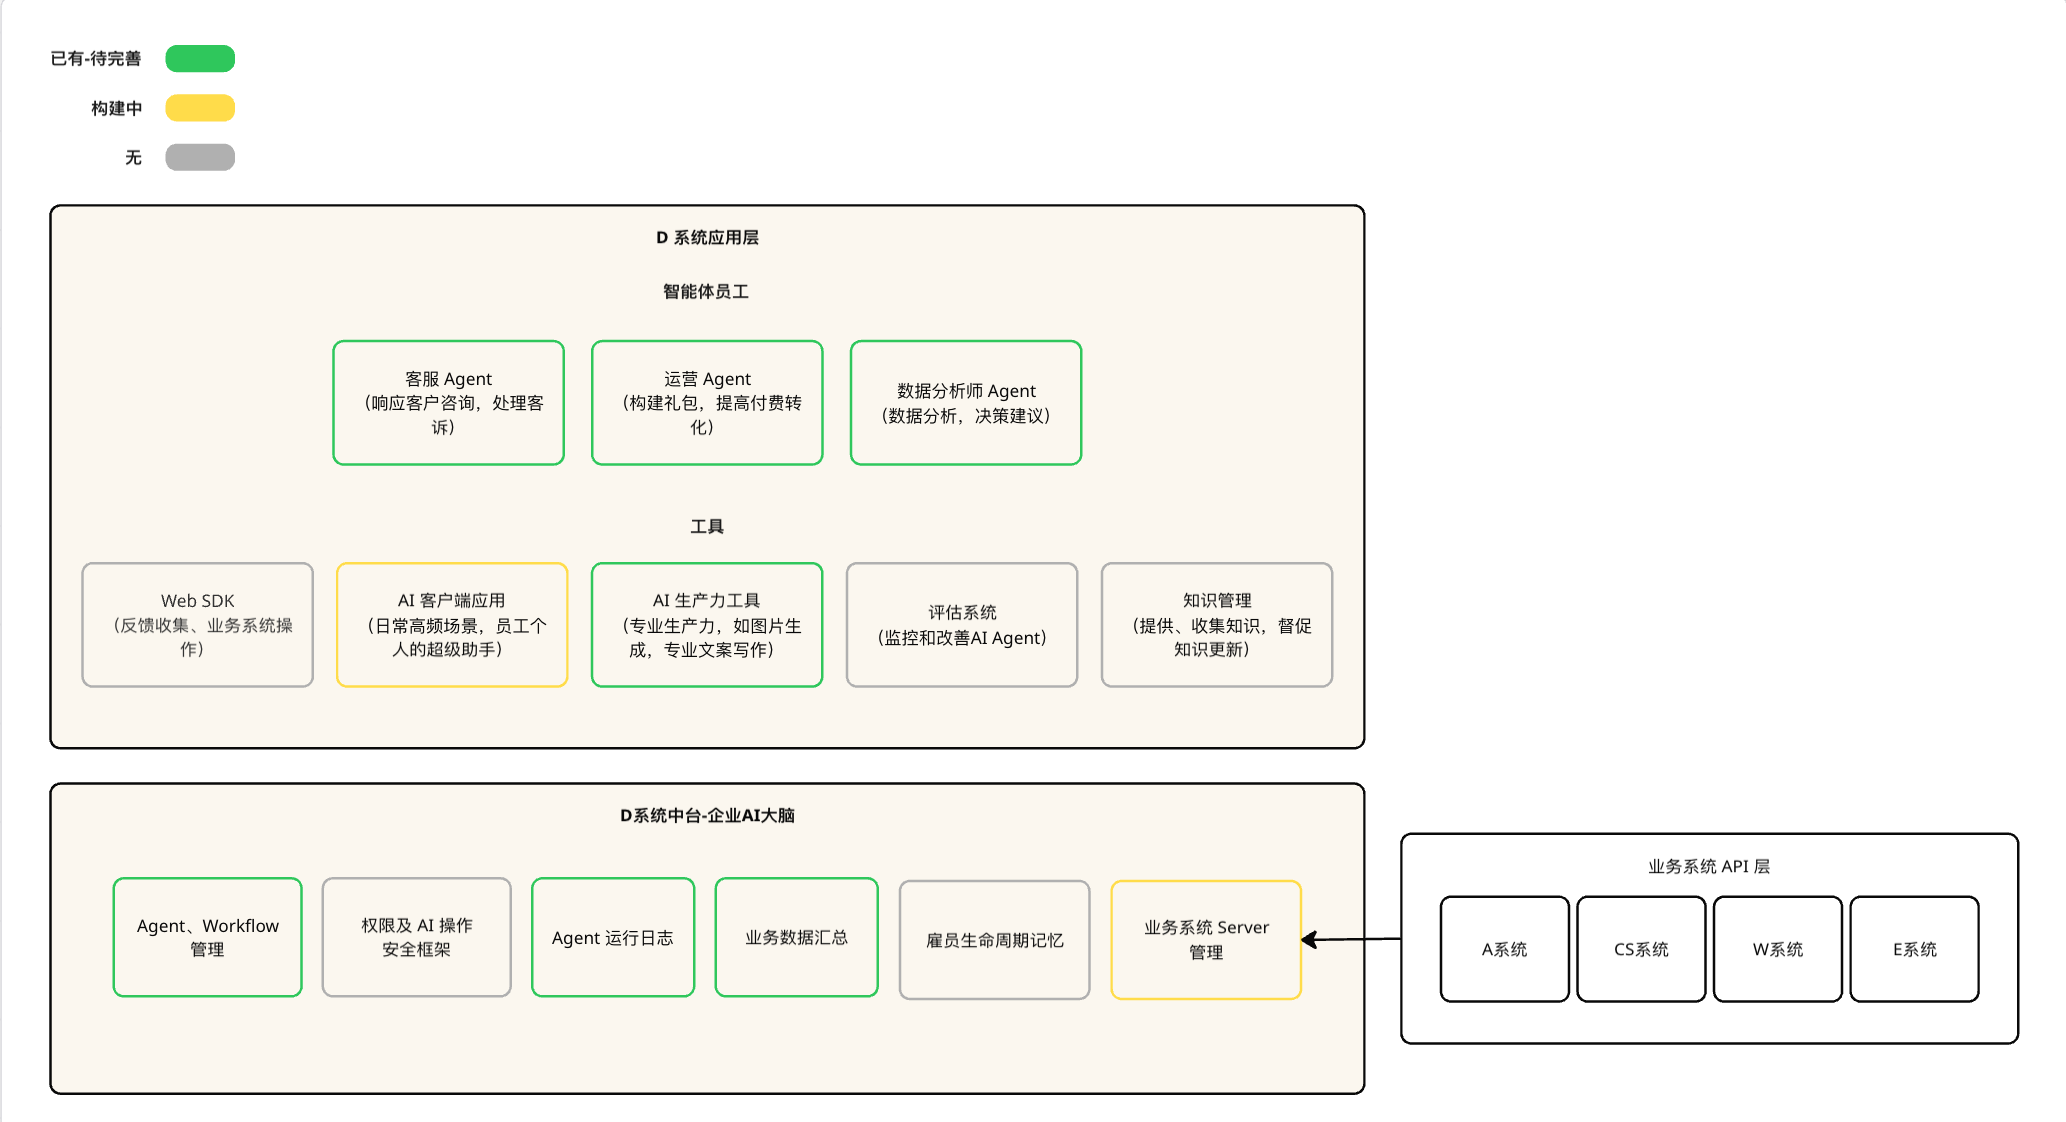 已有-待完善
构建中
无
D 系统应用层
智能体员工
客服 Agent
（响应客户咨询，处理客
诉）
运营 Agent
（构建礼包，提高付费转
化）
数据分析师 Agent
（数据分析，决策建议）
工具
Web SDK
（反馈收集、业务系统操
作）
AI 客户端应用
（日常高频场景，员工个
人的超级助手）
AI 生产力工具
（专业生产力，如图片生
成，专业文案写作）
评估系统
（监控和改善AI Agent）
知识管理
（提供、收集知识，督促
知识更新）
D系统中台-企业AI大脑
Agent、Workflow
管理
权限及 AI 操作
安全框架
Agent 运行日志
业务数据汇总
雇员生命周期记忆
业务系统 Server
管理
业务系统 API 层
A系统
CS系统
W系统
E系统